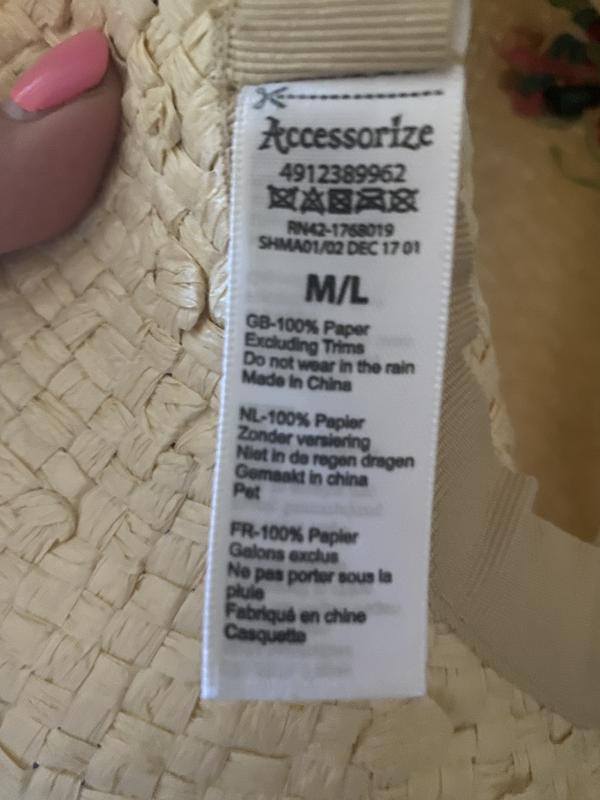 Accessorize
4912389962
RN42-1768019
SHMA01/02 DEC 17 01
M/L
GB-100% Paper
Excluding Trims
Do not wear in the rain
Made in China
NL-100% Papier
Zonder versiering
Niet in de regen dragen
Gemaakt in china
Pet
FR-100% Papier
Galons exclus
Ne pas porter sous la
pluie
Fabriqué en chine
Casquette